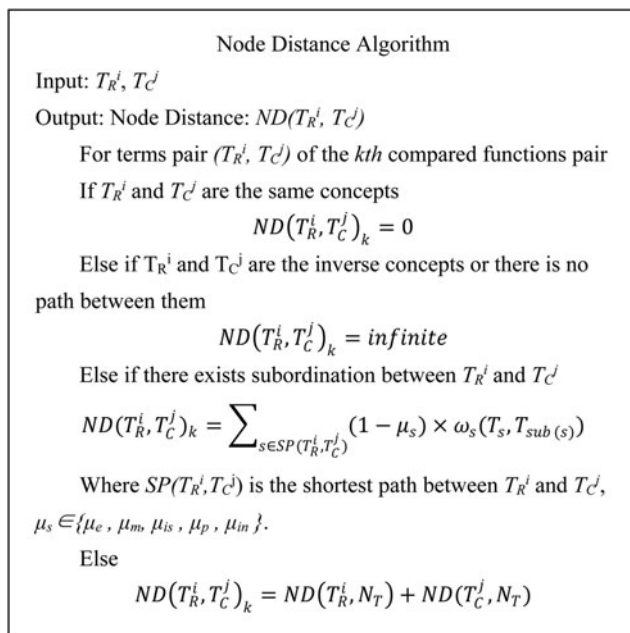 Node Distance Algorithm
Input: T_R^i, T_C^j
Output: Node Distance: ND(T_R^i, T_C^j)
For terms pair (T_R^i, T_C^j) of the kth compared functions pair
If T_R^i and T_C^j are the same concepts
ND(T_R^i, T_C^j)_k = 0
Else if T_R^i and T_C^j are the inverse concepts or there is no
path between them
ND(T_R^i, T_C^j)_k = infinite
Else if there exists subordination between T_R^i and T_C^j
ND(T_R^i, T_C^j)_k = ∑_{s∈SP(T_R^i,T_C^j)} (1 − μ_s) × ω_s(T_s, T_{sub (s)})
Where SP(T_R^i,T_C^j) is the shortest path between T_R^i and T_C^j,
μ_s ∈{μ_e , μ_m, μ_is , μ_p , μ_in }.
Else
ND(T_R^i, T_C^j)_k = ND(T_R^i, N_T) + ND(T_C^j, N_T)